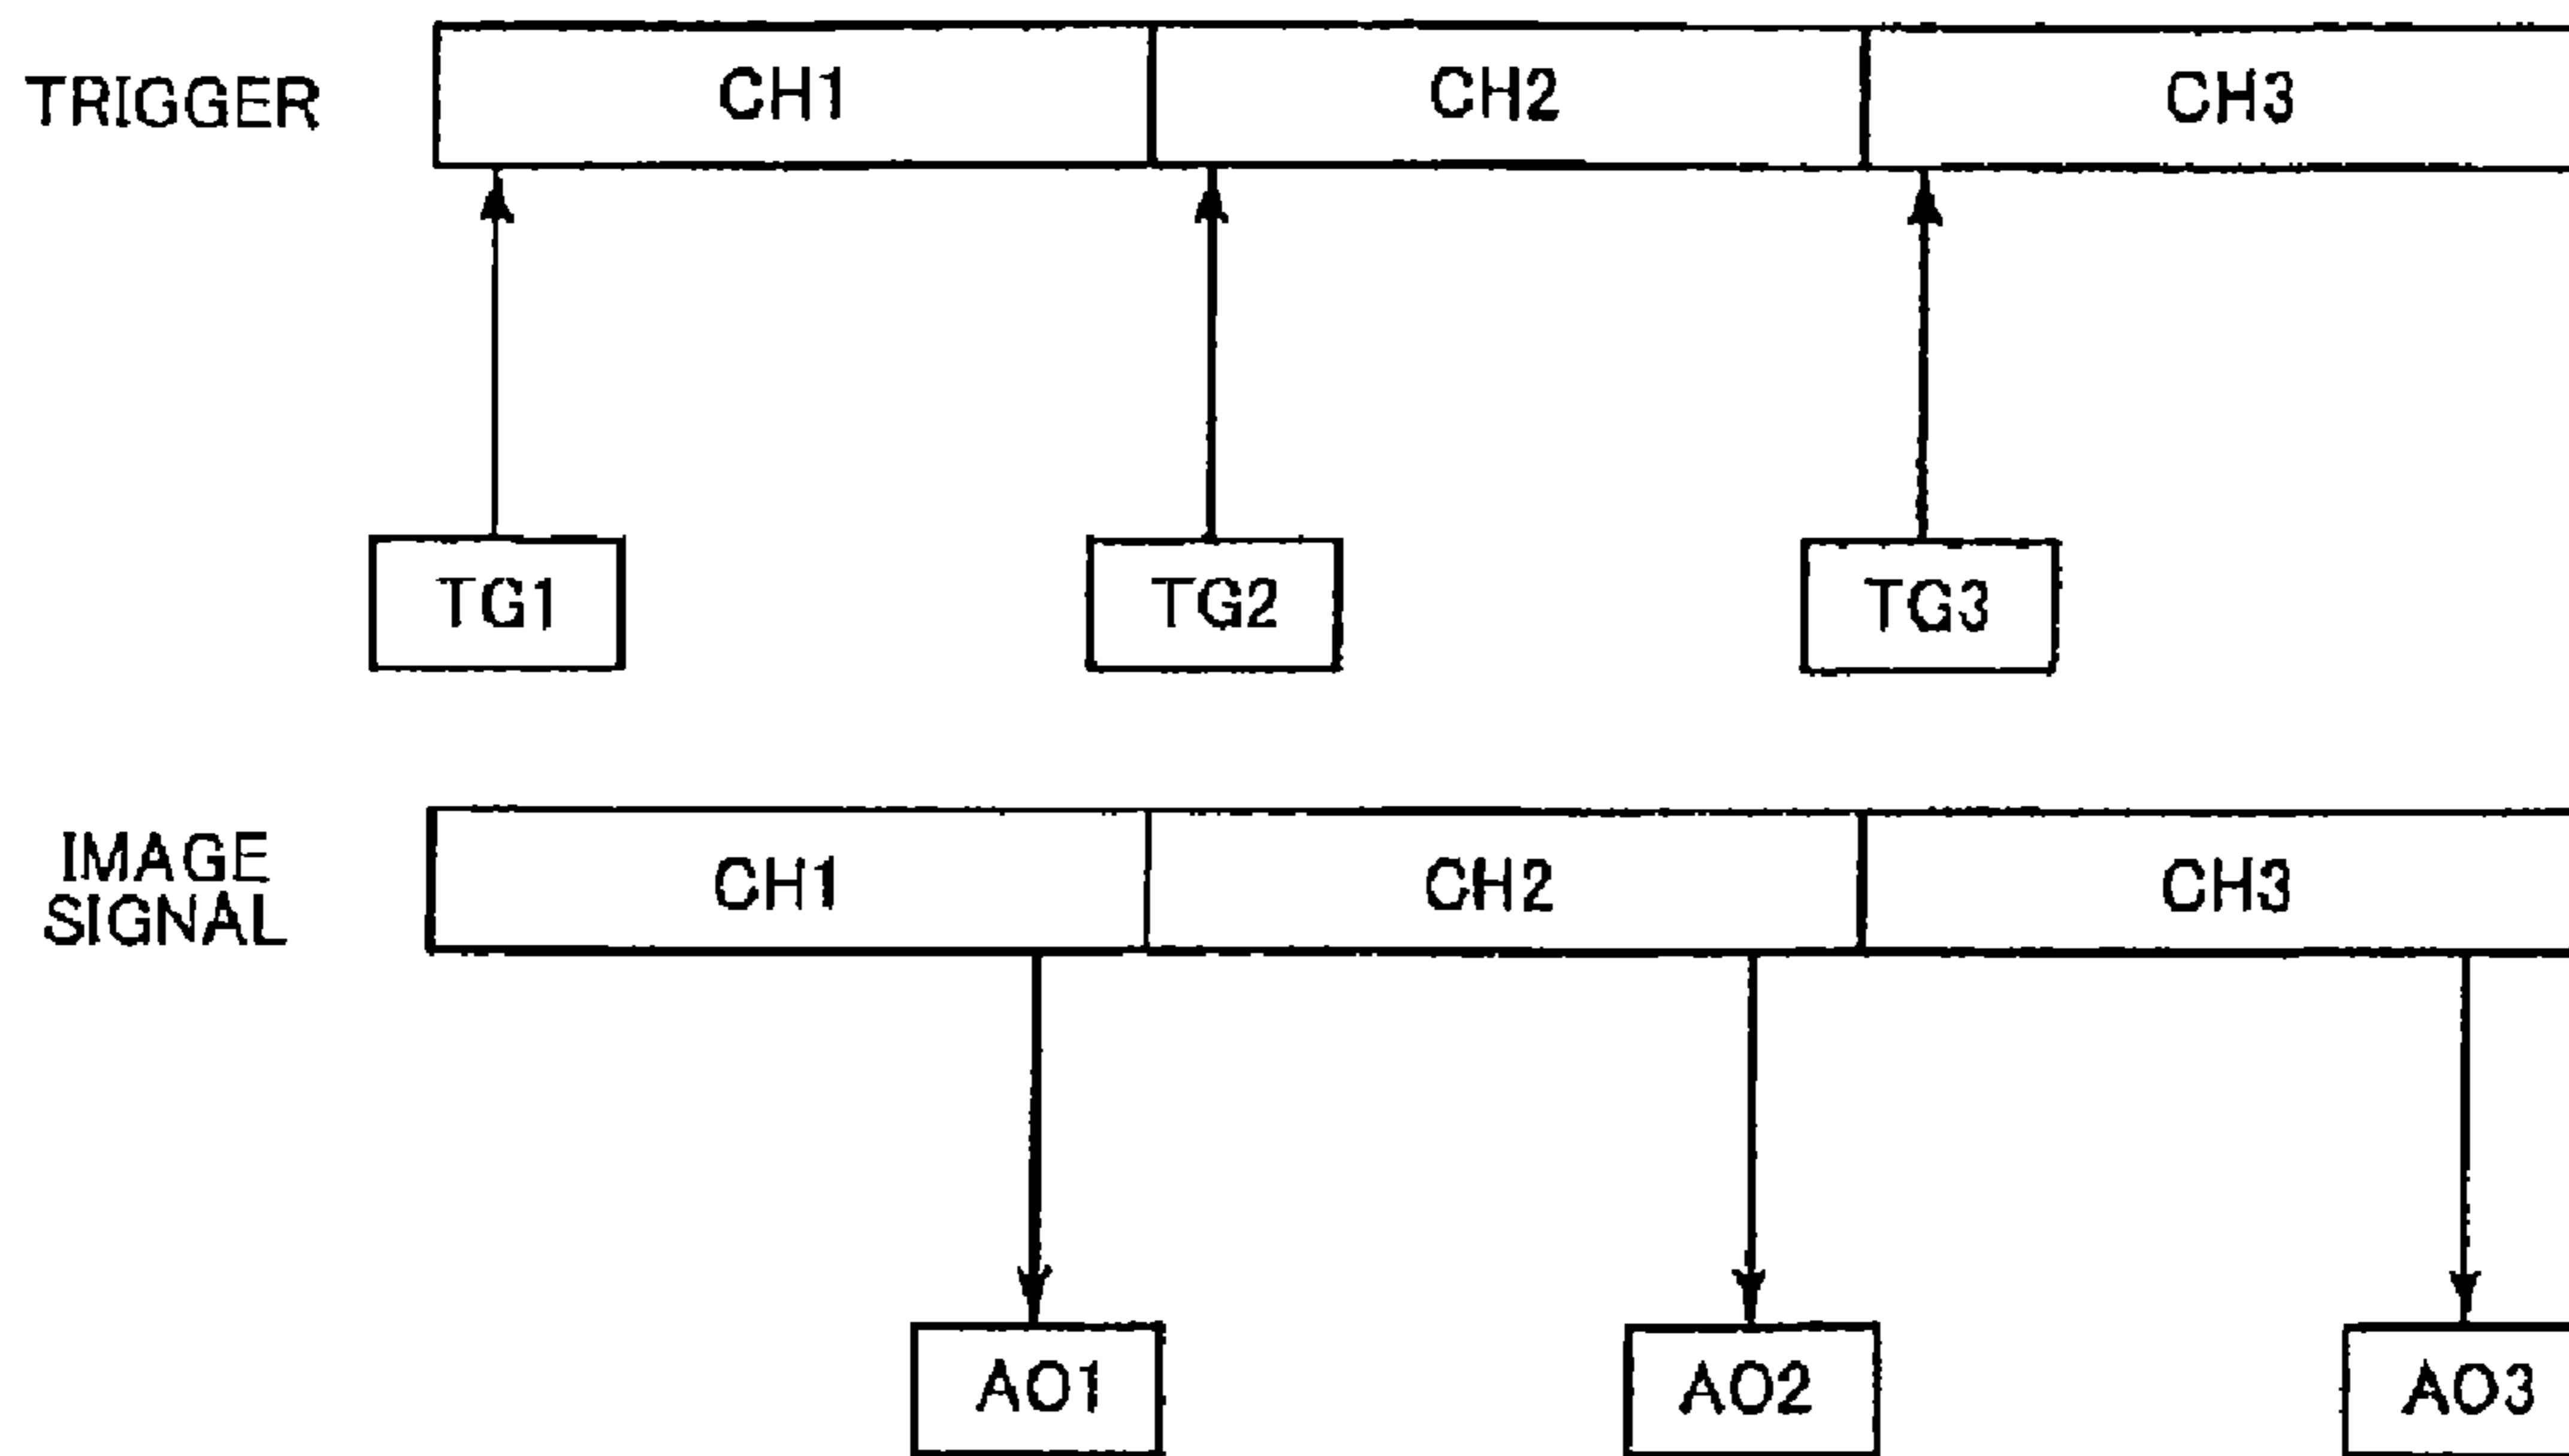 TRIGGER
CH1
CH2
CH3
TG1
TG2
TG3
IMAGE
SIGNAL
CH1
CH2
CH3
AO1
AO2
AO3